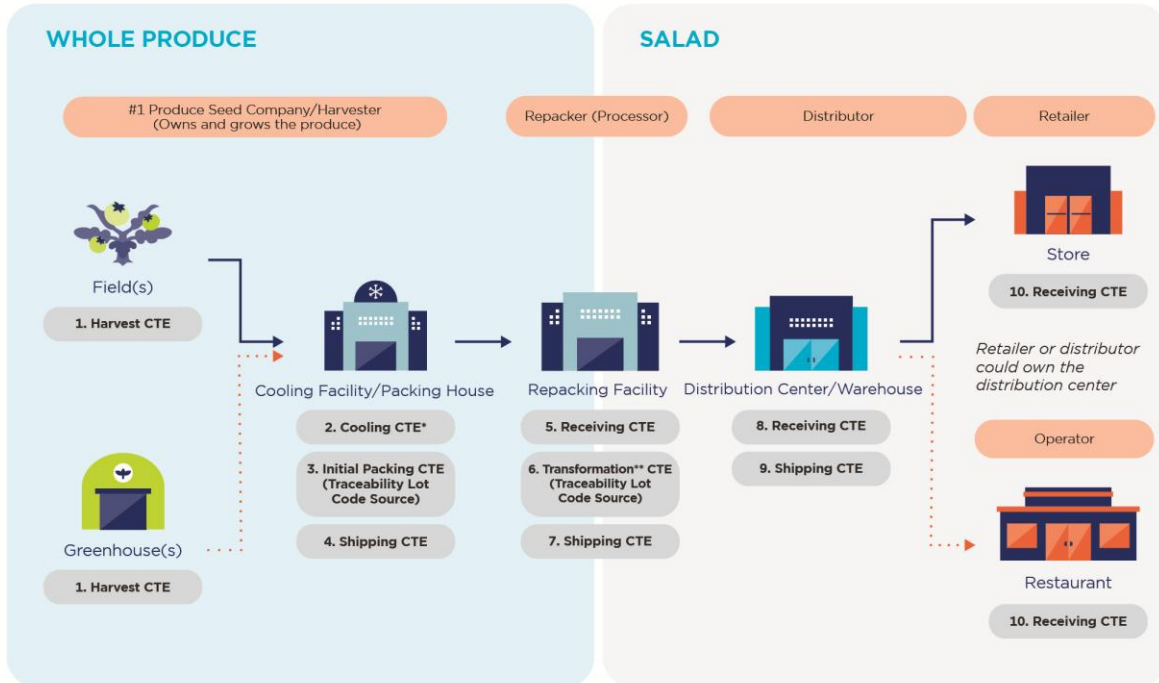 WHOLE PRODUCE
SALAD
#1 Produce Seed Company/Harvester
(Owns and grows the produce)
Repacker (Processor)
Distributor
Retailer
Field(s)
1. Harvest CTE
Greenhouse(s)
1. Harvest CTE
Cooling Facility/Packing House
2. Cooling CTE*
3. Initial Packing CTE
(Traceability Lot
Code Source)
4. Shipping CTE
Repacking Facility
5. Receiving CTE
6. Transformation** CTE
(Traceability Lot
Code Source)
7. Shipping CTE
Distribution Center/Warehouse
8. Receiving CTE
9. Shipping CTE
Store
10. Receiving CTE
Retailer or distributor
could own the
distribution center
Operator
Restaurant
10. Receiving CTE